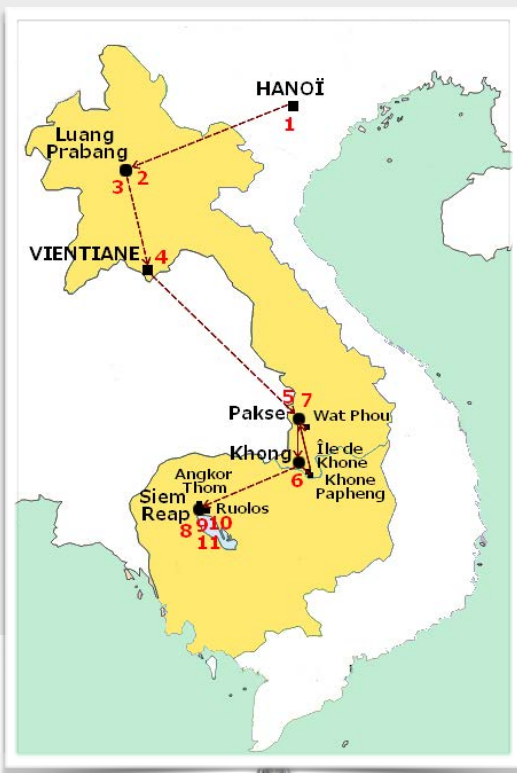 HANOÏ
1
Luang
Prabang
2
3
VIENTIANE
4
5 7
Pakse
Wat Phou
Khong
Île de
Khone
6
Khone
Papheng
Angkor
Thom
Siem
Reap
Ruolos
8
9 10
11